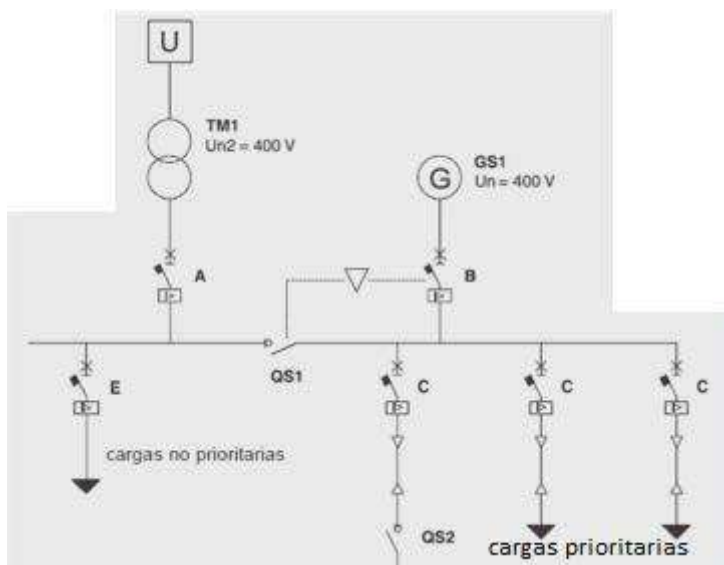 U
TM1
Un2 = 400 V
GS1
G
Un = 400 V
A
B
QS1
E
C
C
C
cargas no prioritarias
QS2
cargas prioritarias